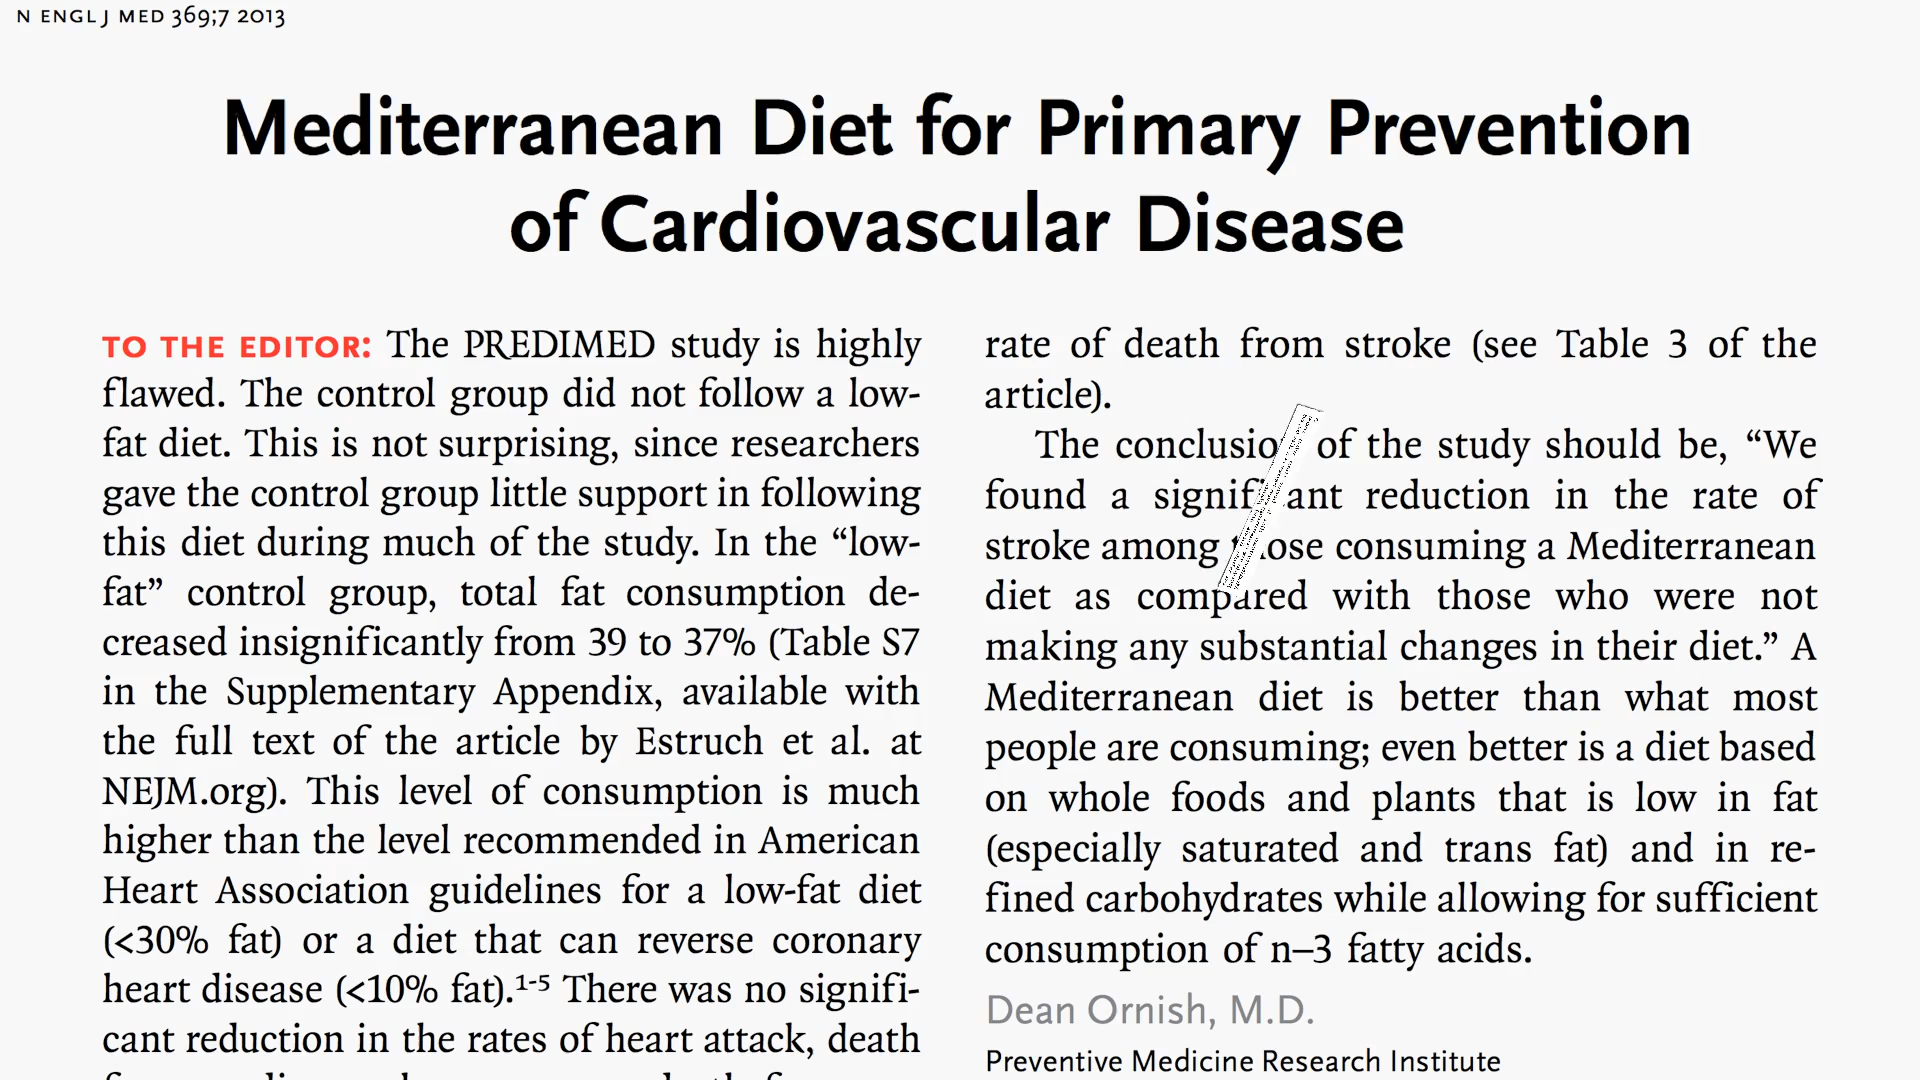 N ENGL J MED 369;7 2013
Mediterranean Diet for Primary Prevention
of Cardiovascular Disease
TO THE EDITOR: The PREDIMED study is highly
flawed. The control group did not follow a low-
fat diet. This is not surprising, since researchers
gave the control group little support in following
this diet during much of the study. In the “low-
fat” control group, total fat consumption de-
creased insignificantly from 39 to 37% (Table S7
in the Supplementary Appendix, available with
the full text of the article by Estruch et al. at
NEJM.org). This level of consumption is much
higher than the level recommended in American
Heart Association guidelines for a low-fat diet
(<30% fat) or a diet that can reverse coronary
heart disease (<10% fat).1-5 There was no signifi-
cant reduction in the rates of heart attack, death
rate of death from stroke (see Table 3 of the
article).
The conclusion of the study should be, “We
found a significant reduction in the rate of
stroke among those consuming a Mediterranean
diet as compared with those who were not
making any substantial changes in their diet.” A
Mediterranean diet is better than what most
people are consuming; even better is a diet based
on whole foods and plants that is low in fat
(especially saturated and trans fat) and in re-
fined carbohydrates while allowing for sufficient
consumption of n–3 fatty acids.
Dean Ornish, M.D.
Preventive Medicine Research Institute